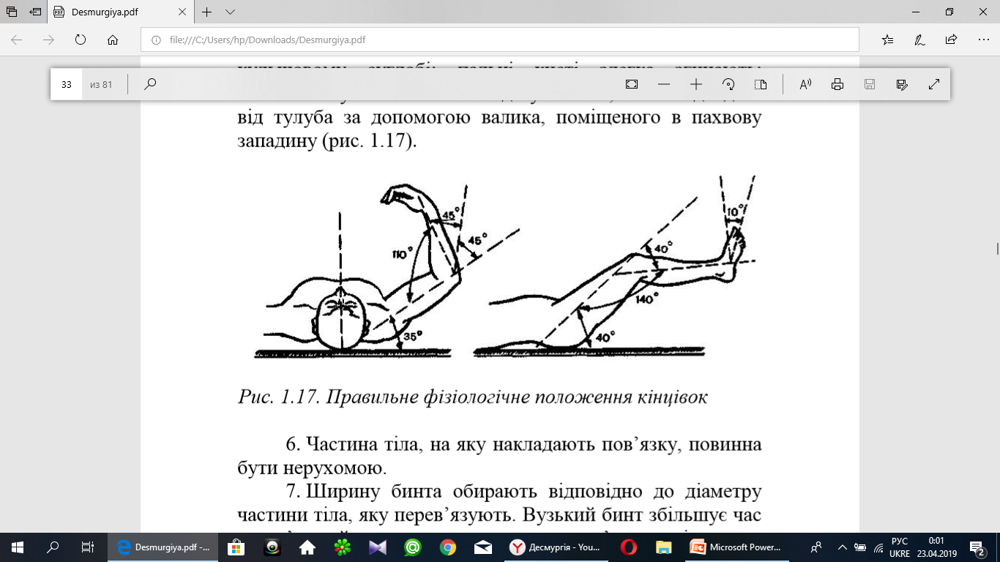 Desmurgiya.pdf
file:///C:/Users/hp/Downloads/Desmurgiya.pdf
33 из 81
від тулуба за допомогою валика, поміщеного в пахвову
западину (рис. 1.17).
45°
45°
110°
35°
10°
40°
140°
40°
Рис. 1.17. Правильне фізіологічне положення кінцівок
6. Частина тіла, на яку накладають пов’язку, повинна
бути нерухомою.
7. Ширину бинта обирають відповідно до діаметру
частини тіла, яку перев’язують. Вузький бинт збільшує час
Desmurgiya.pdf -...
Десмургія - You...
Microsoft Power...
РУС
UKRE
0:01
23.04.2019
2